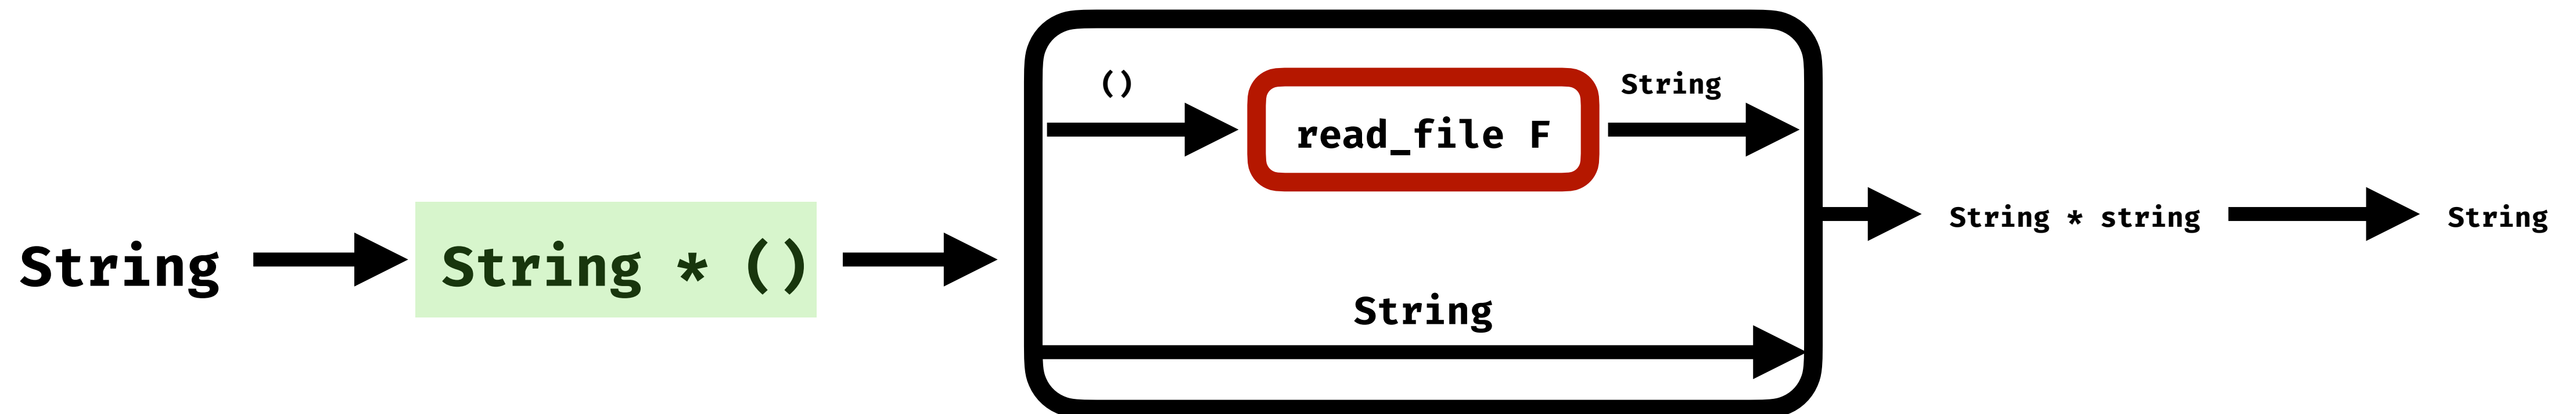 String
String * ()
()
read_file F
String
String
String * string
String